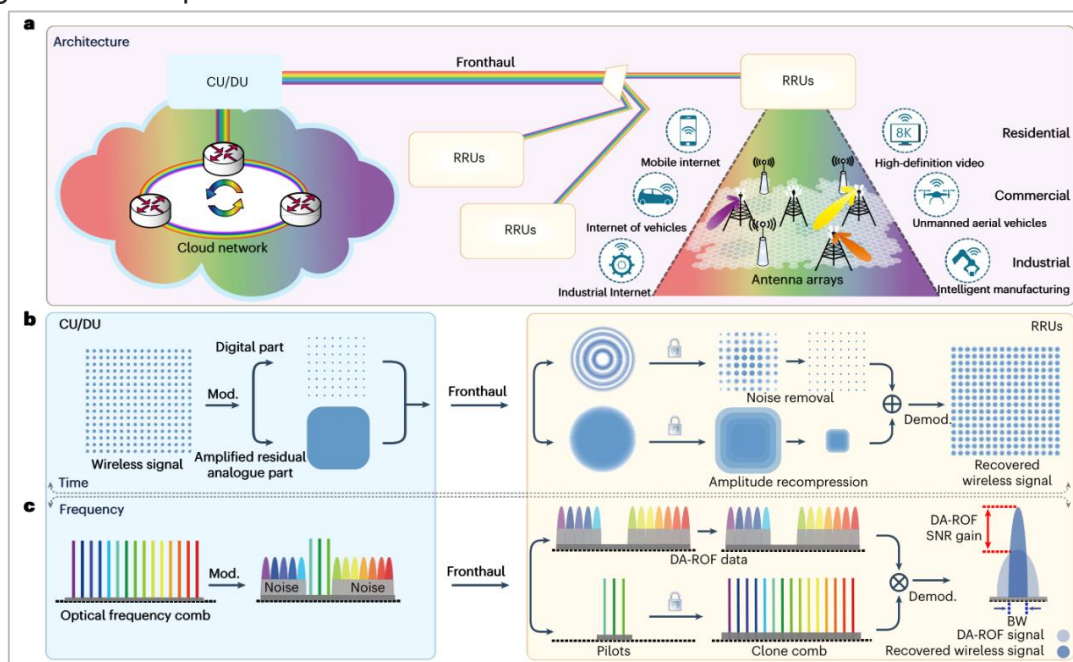 a
Architecture
CU/DU
Fronthaul
RRUs
RRUs
RRUs
Cloud network
Mobile internet
8K
High-definition video
Residential
Internet of vehicles
Unmanned aerial vehicles
Commercial
Industrial Internet
Antenna arrays
Intelligent manufacturing
Industrial
b
CU/DU
Wireless signal
Mod.
Digital part
Amplified residual
analogue part
Fronthaul
RRUs
Noise removal
Amplitude recompression
Demod.
Recovered
wireless signal
Time
c
Frequency
Optical frequency comb
Mod.
Noise
Noise
Fronthaul
DA-ROF data
Pilots
Clone comb
Demod.
DA-ROF
SNR gain
BW
DA-ROF signal
Recovered wireless signal